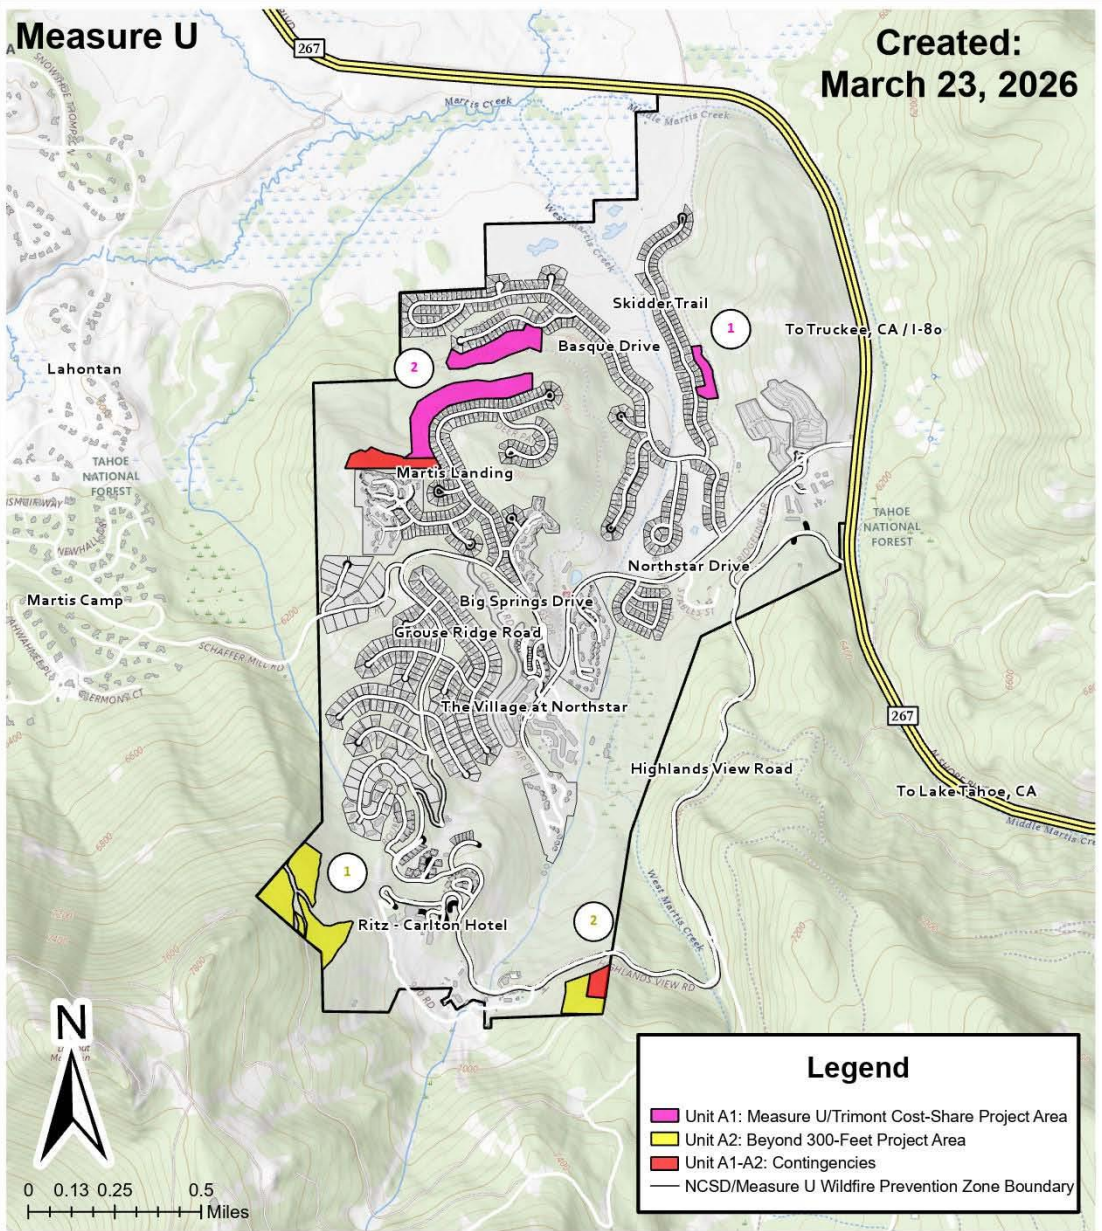 Measure U
Created:
March 23, 2026
267
Martis Creek
Middle Martis Creek
West Martis Creek
Skidder Trail
1
To Truckee, CA / I-80
Basque Drive
2
Lahontan
TAHOE
NATIONAL
FOREST
Martis Landing
TAHOE
NATIONAL
FOREST
Northstar Drive
Martis Camp
Big Springs Drive
Grouse Ridge Road
SCHAFFER MILL RD
The Village at Northstar
267
Highlands View Road
To Lake Tahoe, CA
1
West Martis Creek
2
Ritz - Carlton Hotel
HIGHLANDS VIEW RD
N
Legend
Unit A1: Measure U/Trimont Cost-Share Project Area
Unit A2: Beyond 300-Feet Project Area
Unit A1-A2: Contingencies
NCSD/Measure U Wildfire Prevention Zone Boundary
0 0.13 0.25 0.5
Miles